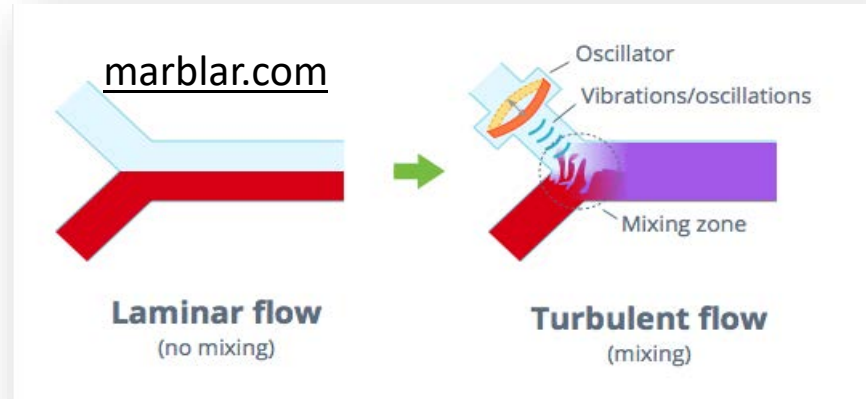 marblar.com
Oscillator
Vibrations/oscillations
Mixing zone
Laminar flow
(no mixing)
Turbulent flow
(mixing)